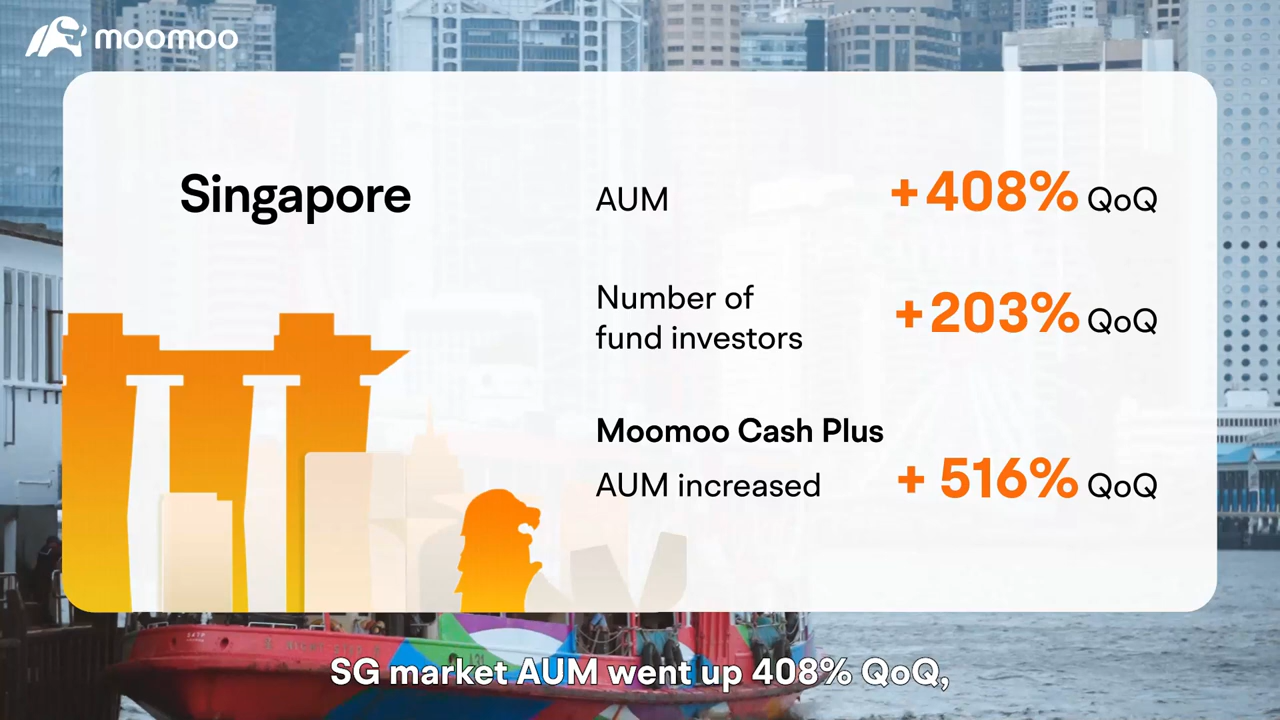 moomoo
Singapore
AUM
+408% QoQ
Number of
fund investors
+203% QoQ
Moomoo Cash Plus
AUM increased
+ 516% QoQ
SG market AUM went up 408% QoQ,